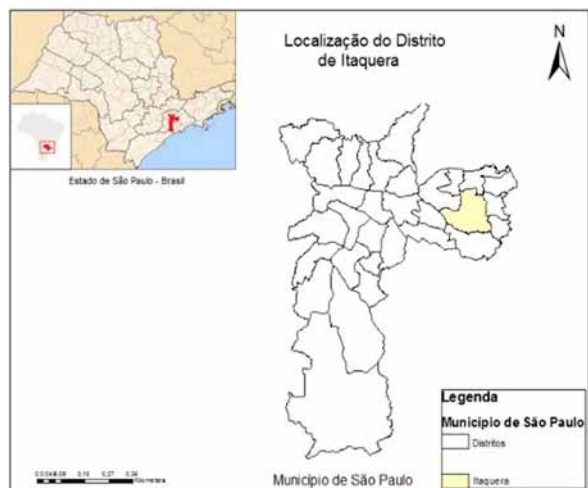 Localização do Distrito
de Itaquera
N
Estado de São Paulo - Brasil
Legenda
Município de São Paulo
Distritos
Itaquera
Município de São Paulo